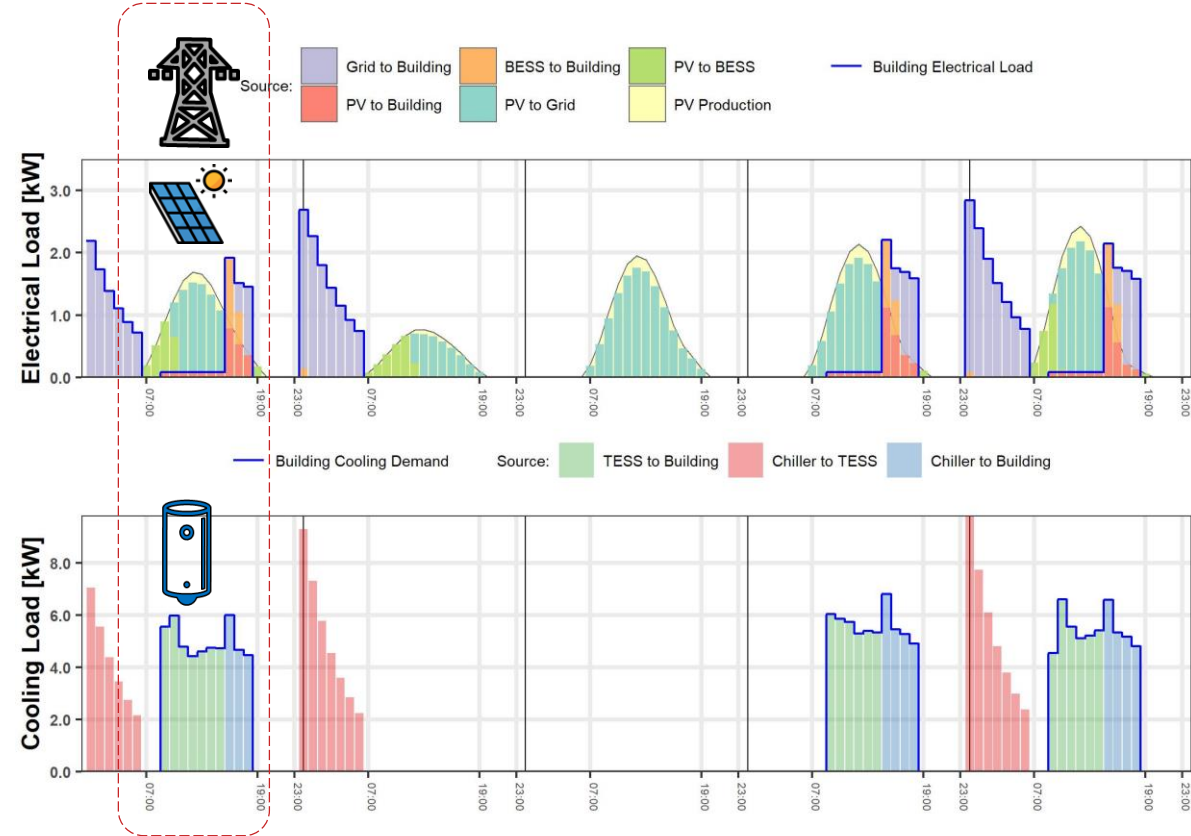 Source:
Grid to Building
BESS to Building
PV to BESS
Building Electrical Load
PV to Building
PV to Grid
PV Production
Electrical Load [kW]
3.0
2.0
1.0
0.0
07:00 19:00 23:00 07:00 19:00 23:00 07:00 19:00 23:00 07:00 19:00 23:00 07:00 19:00 23:00
Building Cooling Demand
Source:
TESS to Building
Chiller to TESS
Chiller to Building
Cooling Load [kW]
8.0
6.0
4.0
2.0
0.0
07:00 19:00 23:00 07:00 19:00 23:00 07:00 19:00 23:00 07:00 19:00 23:00 07:00 19:00 23:00